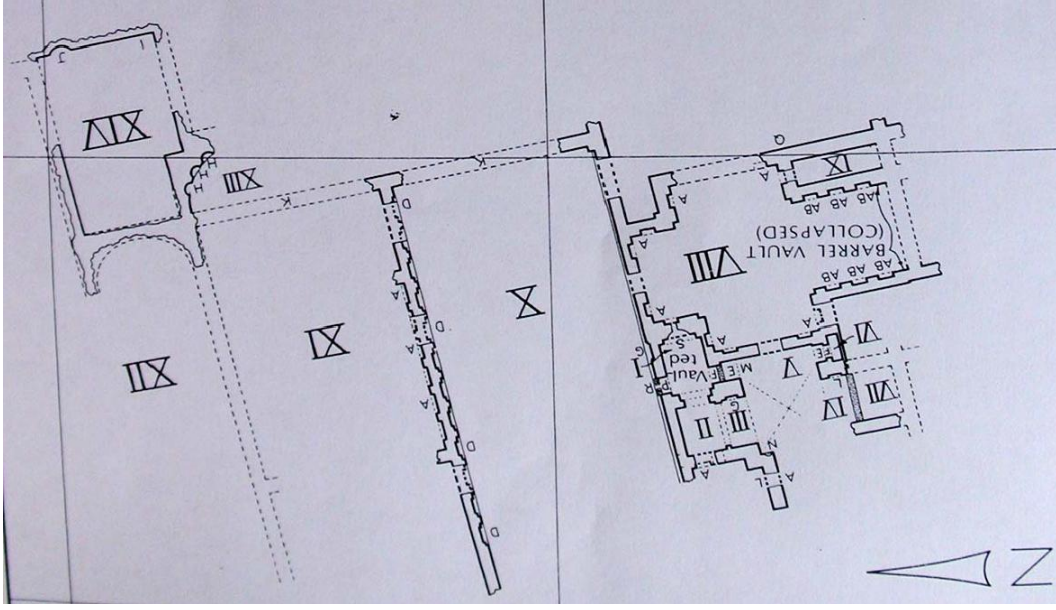 N
D
L
A
N
A
VII
IV
G
III
II
D
XII
R
P
L
E
M
E
F
Vaul-
ted
I
A
VI
V
A
S
G
D
A
XI
A
D
X
AB
AB
AB
A
VIII
BARREL VAULT
(COLLAPSED)
A
AB
AB
AB
A
A
D
K
IX
A
K
XIII
H
H
H
Q
XIV
J
I